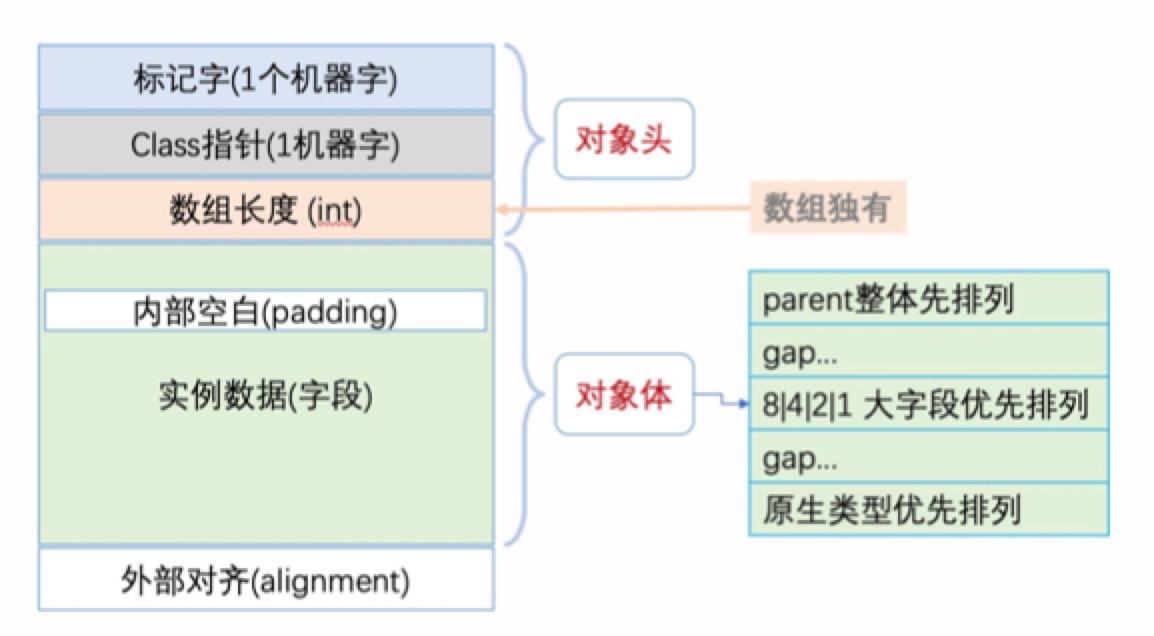 标记字(1个机器字)
Class指针(1机器字)
数组长度 (int)
内部空白(padding)
实例数据(字段)
外部对齐(alignment)
对象头
数组独有
对象体
parent整体先排列
gap...
8|4|2|1 大字段优先排列
gap...
原生类型优先排列